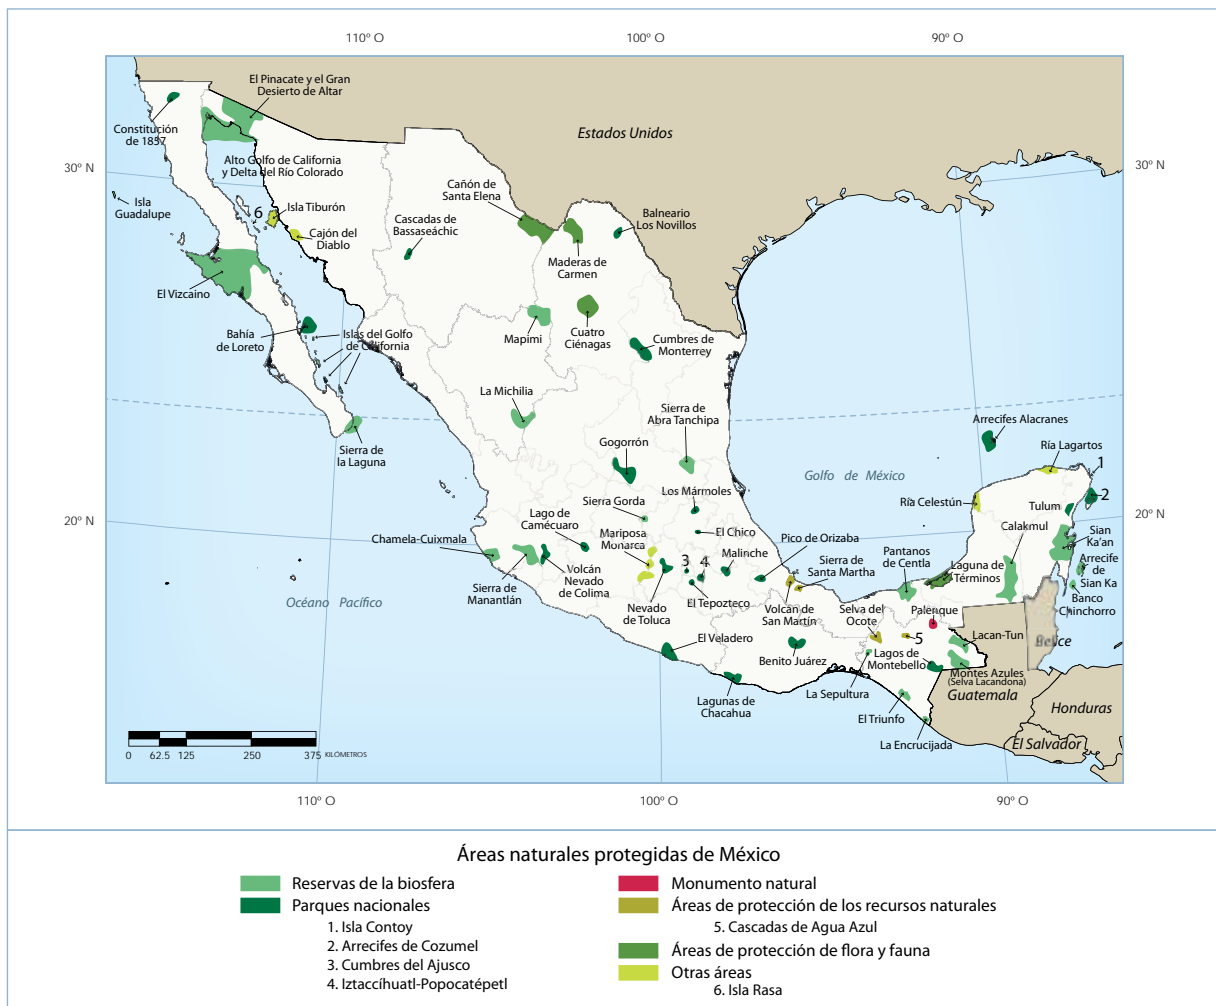 110º O
100º O
90º O
El Pinacate y el Gran
Desierto de Altar
Constitución
de 1857
Estados Unidos
30º N
30º N
Alto Golfo de California
y Delta del Río Colorado
Isla
Guadalupe
6
Isla Tiburón
Cajón del
Diablo
Cañón de
Santa Elena
Cascadas de
Bassaseáchic
Balneario
Los Novillos
Maderas de
Carmen
El Vizcaino
Bahía
de Loreto
Islas del Golfo
de California
Mapimi
Cuatro
Ciénagas
Cumbres de
Monterrey
La Michilia
Sierra de
Abra Tanchipa
Sierra de
la Laguna
Gogorrón
Arrecifes Alacranes
Ría Lagartos
1
2
Golfo de México
Ría Celestún
Tulum
Los Mármoles
Sierra Gorda
20º N
20º N
Lago de
Camécuaro
El Chico
Calakmul
Sian
Ka'an
Chamela-Cuixmala
Mariposa
Monarca
Pico de Orizaba
Malinche
3
4
Sierra de
Santa Martha
Pantanos
de Centla
Laguna de
Términos
Arrecife
de
Sian Ka
Banco
Chinchorro
Sierra de
Manantlán
Volcán
Nevado
de Colima
Océano Pacífico
Nevado
de Toluca
El Tepozteco
Volcán de
San Martín
Selva del
Ocote
Palenque
5
Lacan-Tun
Belice
El Veladero
Benito Juárez
Lagos de
Montebello
Montes Azules
(Selva Lacandona)
Lagunas de
Chacahua
La Sepultura
Guatemala
Honduras
El Triunfo
La Encrucijada
El Salvador
0 62.5 125 250 375 KILÓMETROS
110º O
100º O
90º O
Áreas naturales protegidas de México
Reservas de la biosfera
Parques nacionales
1. Isla Contoy
2. Arrecifes de Cozumel
3. Cumbres del Ajusco
4. Iztaccíhuatl-Popocatépetl
Monumento natural
Áreas de protección de los recursos naturales
5. Cascadas de Agua Azul
Áreas de protección de flora y fauna
Otras áreas
6. Isla Rasa